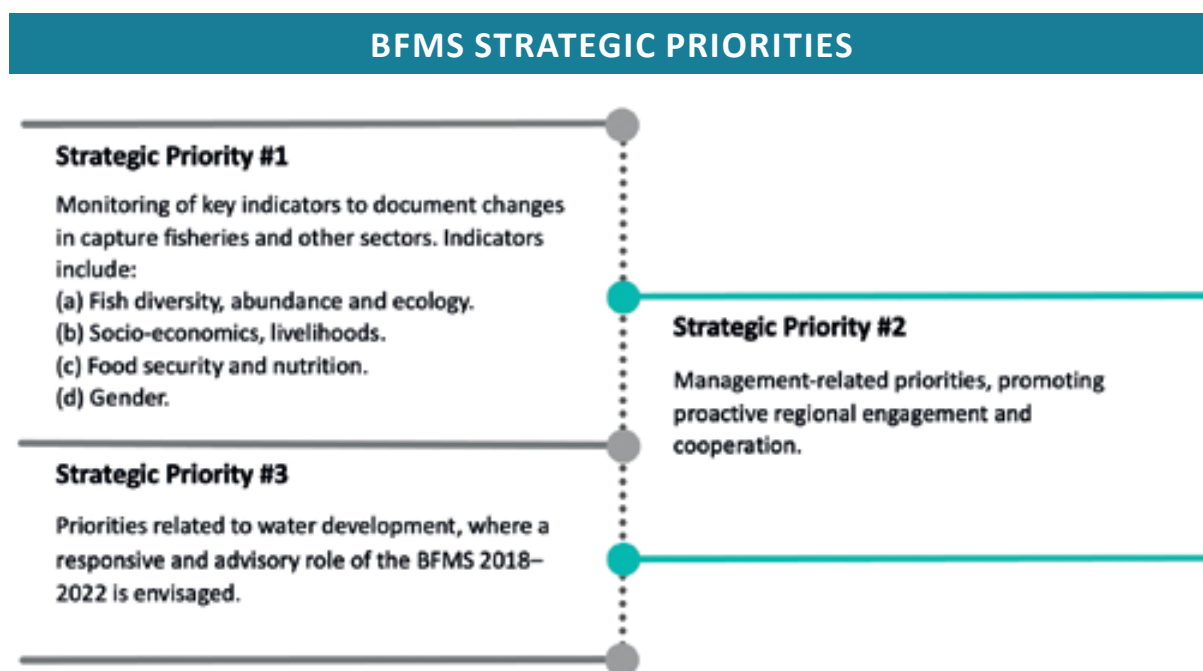 BFMS STRATEGIC PRIORITIES
Strategic Priority #1
Monitoring of key indicators to document changes
in capture fisheries and other sectors. Indicators
include:
(a) Fish diversity, abundance and ecology.
(b) Socio-economics, livelihoods.
(c) Food security and nutrition.
(d) Gender.
Strategic Priority #2
Management-related priorities, promoting
proactive regional engagement and
cooperation.
Strategic Priority #3
Priorities related to water development, where a
responsive and advisory role of the BFMS 2018–
2022 is envisaged.